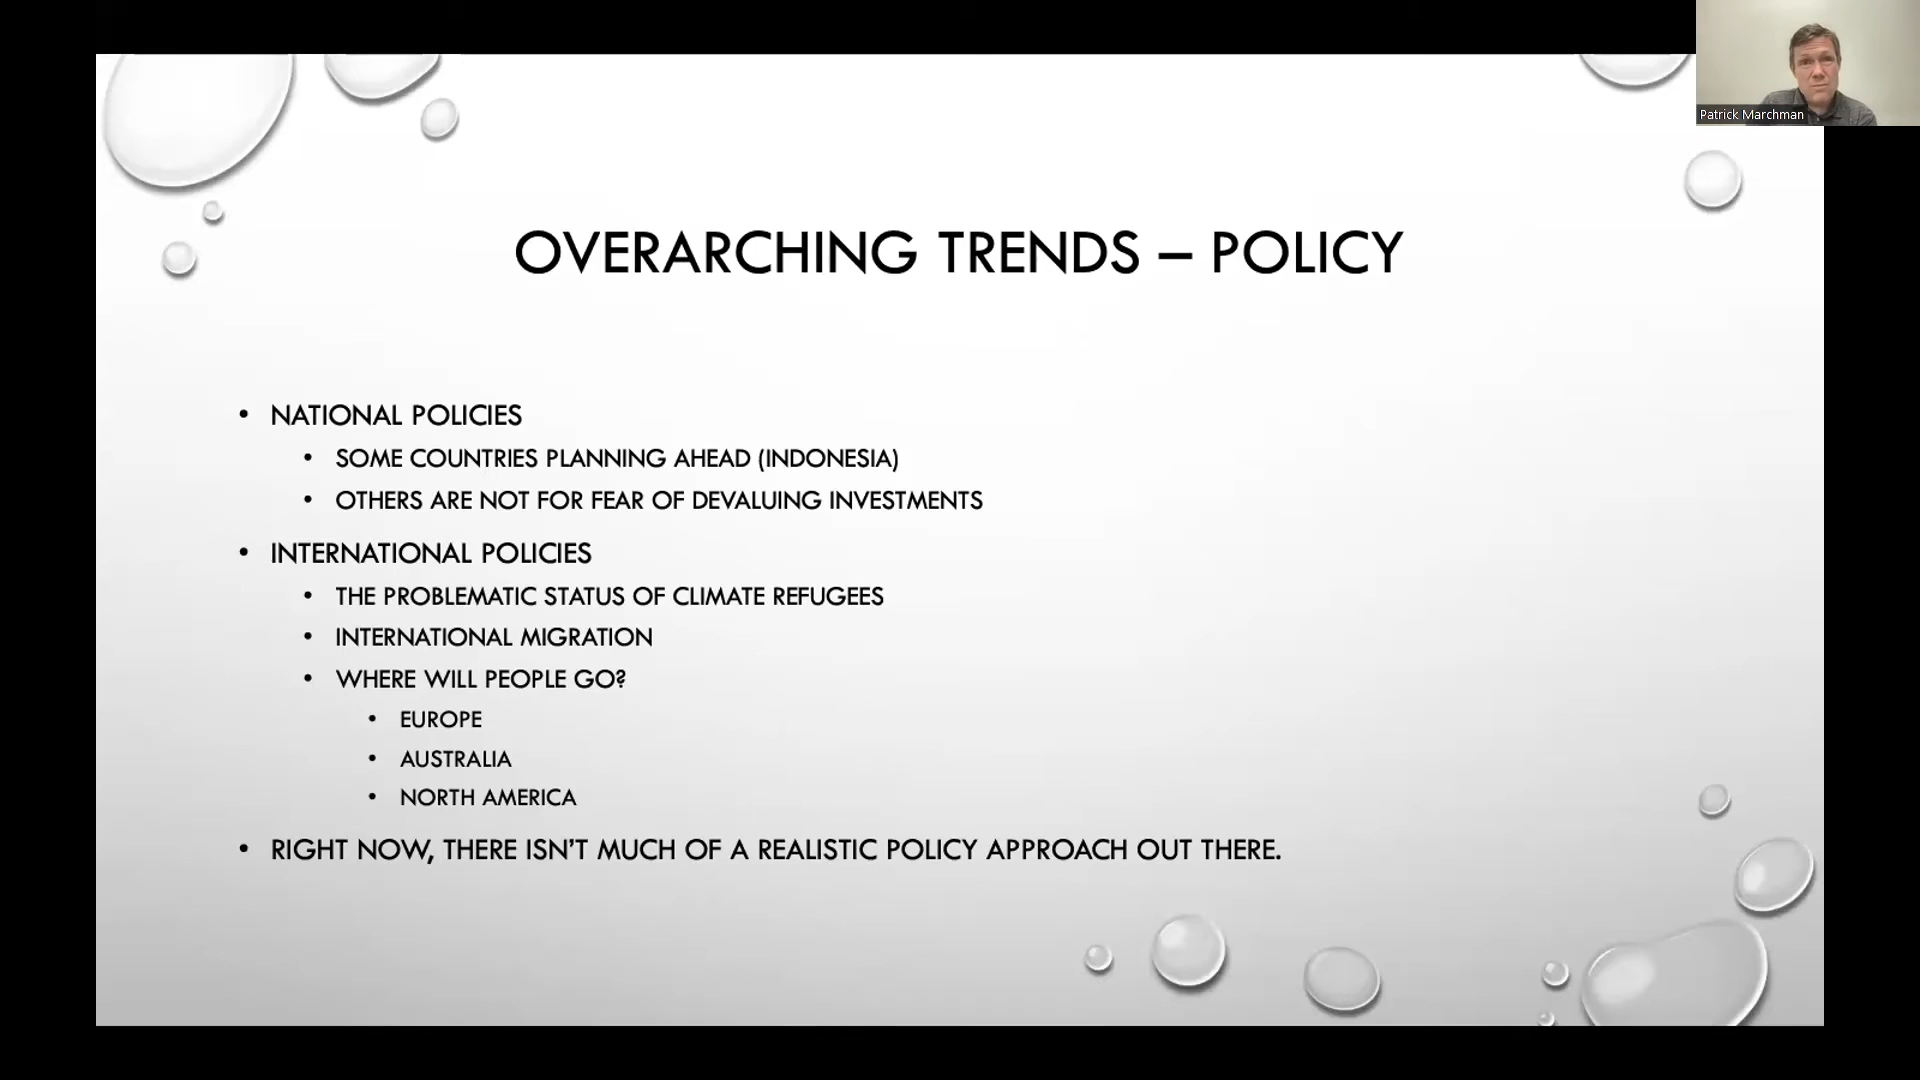 Patrick Marchman
OVERARCHING TRENDS – POLICY
• NATIONAL POLICIES
• SOME COUNTRIES PLANNING AHEAD (INDONESIA)
• OTHERS ARE NOT FOR FEAR OF DEVALUING INVESTMENTS
• INTERNATIONAL POLICIES
• THE PROBLEMATIC STATUS OF CLIMATE REFUGEES
• INTERNATIONAL MIGRATION
• WHERE WILL PEOPLE GO?
• EUROPE
• AUSTRALIA
• NORTH AMERICA
• RIGHT NOW, THERE ISN’T MUCH OF A REALISTIC POLICY APPROACH OUT THERE.